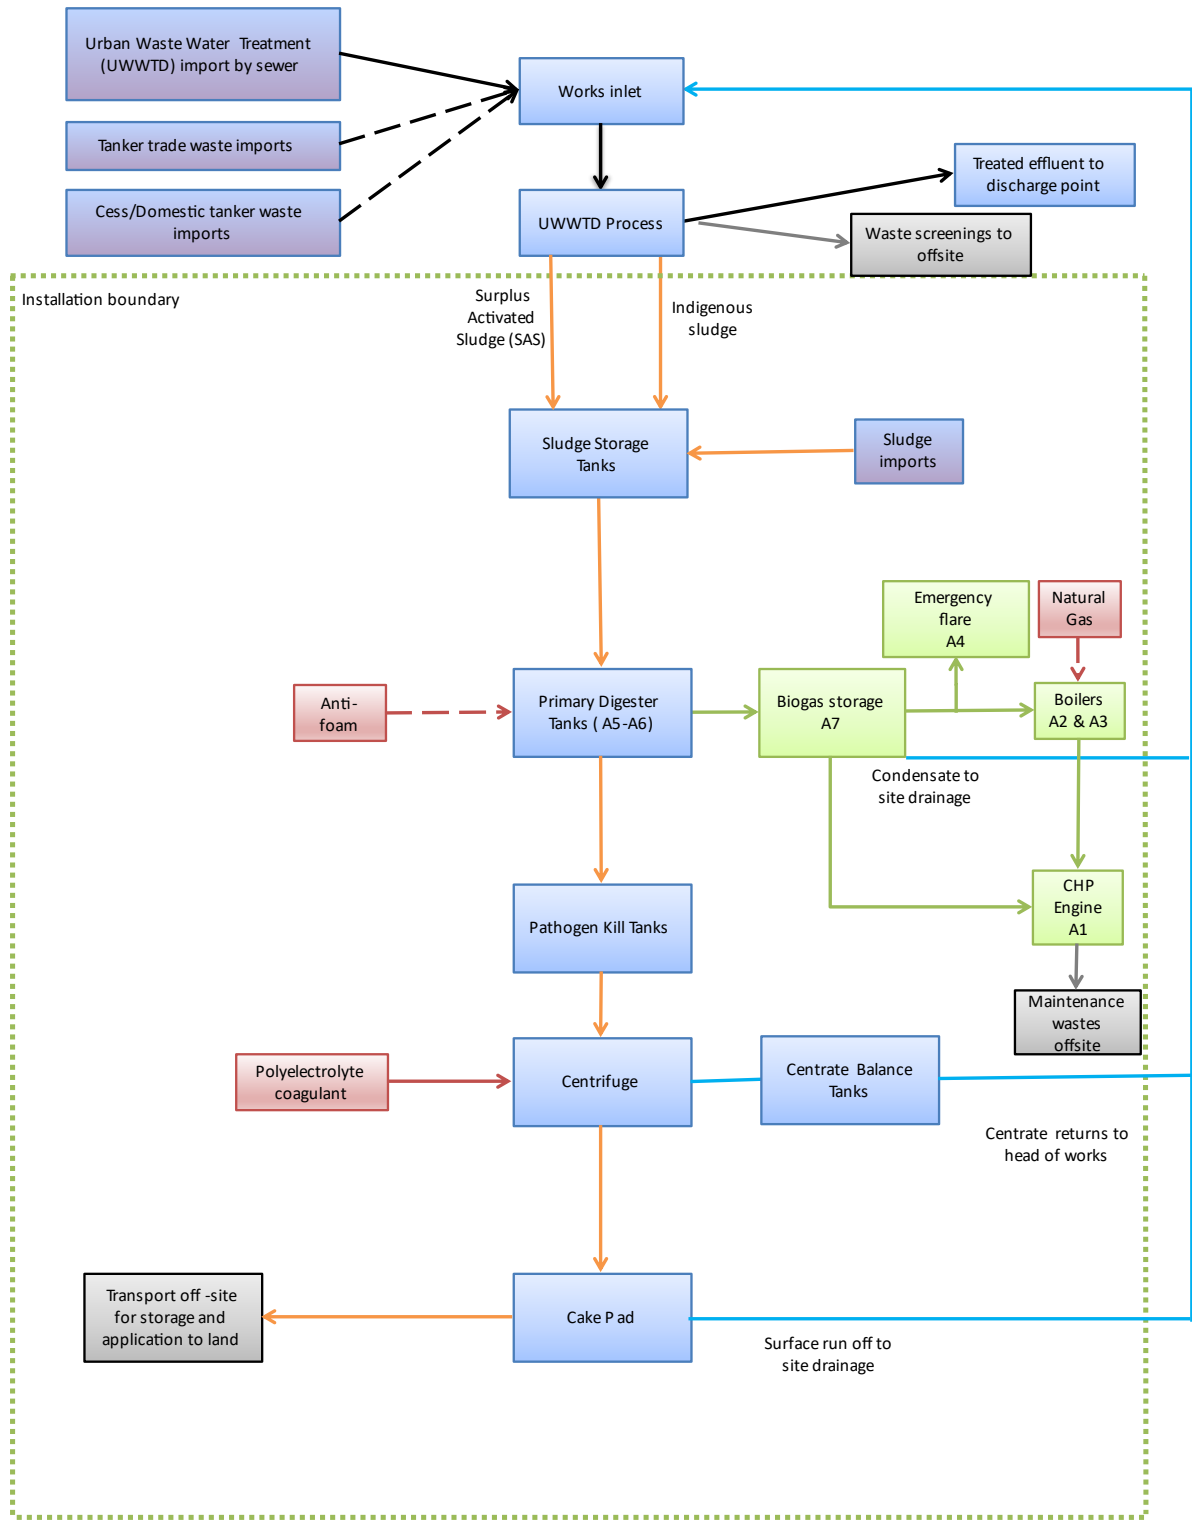 Urban Waste Water Treatment
(UWWTD) import by sewer
Works inlet
Tanker trade waste imports
Treated effluent to
discharge point
Cess/Domestic tanker waste
imports
UWWTD Process
Waste screenings to
offsite
Installation boundary
Surplus
Activated
Sludge (SAS)
Indigenous
sludge
Sludge Storage
Tanks
Sludge
imports
Emergency
flare
A4
Natural
Gas
Anti-
foam
Primary Digester
Tanks ( A5-A6)
Biogas storage
A7
Boilers
A2 & A3
Condensate to
site drainage
CHP
Engine
A1
Pathogen Kill Tanks
Maintenance
wastes
offsite
Polyelectrolyte
coagulant
Centrifuge
Centrate Balance
Tanks
Centrate returns to
head of works
Transport off -site
for storage and
application to land
Cake Pad
Surface run off to
site drainage